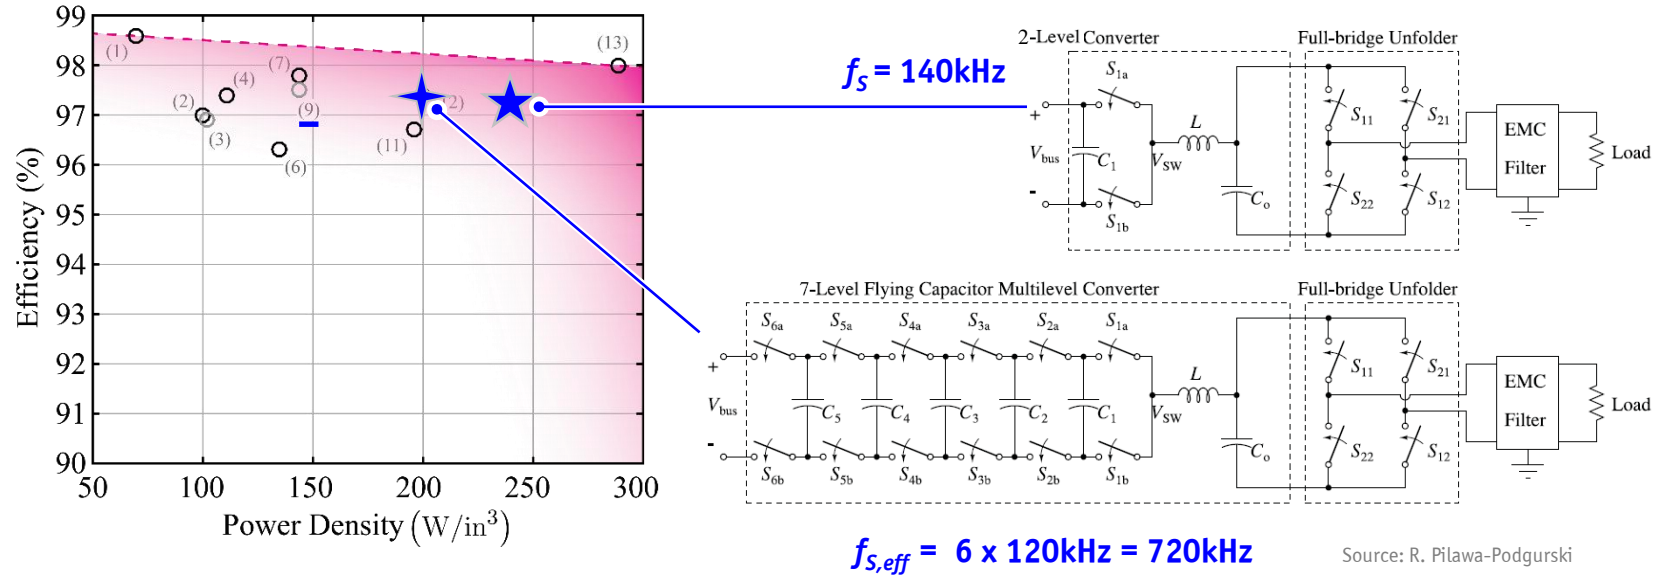 99
98
97
96
95
94
93
92
91
90
50
100
150
200
250
300
Efficiency (%)
Power Density (W/in³)
(1)
(2)
(3)
(4)
(6)
(7)
(9)
(11)
(13)
f_S = 140kHz
2-Level Converter
Full-bridge Unfolder
S_1a
+
V_bus
-
C_1
S_1b
V_SW
L
C_o
S_11
S_21
S_22
S_12
EMC
Filter
Load
7-Level Flying Capacitor Multilevel Converter
Full-bridge Unfolder
S_6a
S_5a
S_4a
S_3a
S_2a
S_1a
+
V_bus
-
C_5
C_4
C_3
C_2
C_1
V_SW
L
C_o
S_6b
S_5b
S_4b
S_3b
S_2b
S_1b
S_11
S_21
S_22
S_12
EMC
Filter
Load
f_S,eff = 6 x 120kHz = 720kHz
Source: R. Pilawa-Podgurski